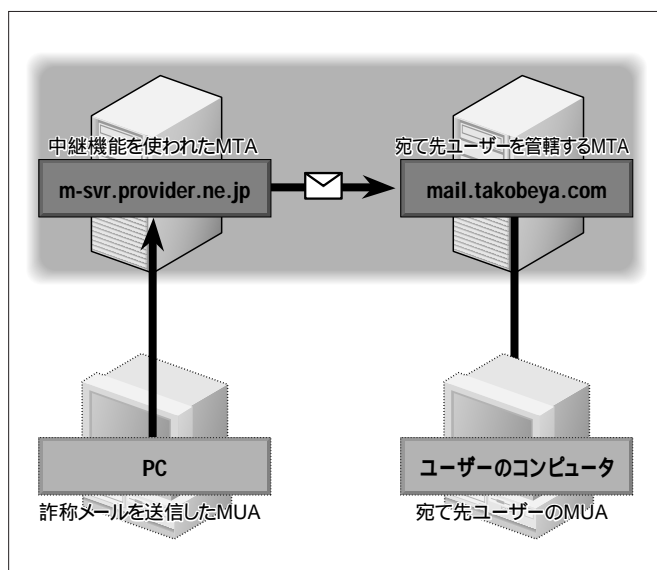 中継機能を使われたMTA
m-svr.provider.ne.jp
宛て先ユーザーを管轄するMTA
mail.takobeya.com
PC
詐称メールを送信したMUA
ユーザーのコンピュータ
宛て先ユーザーのMUA